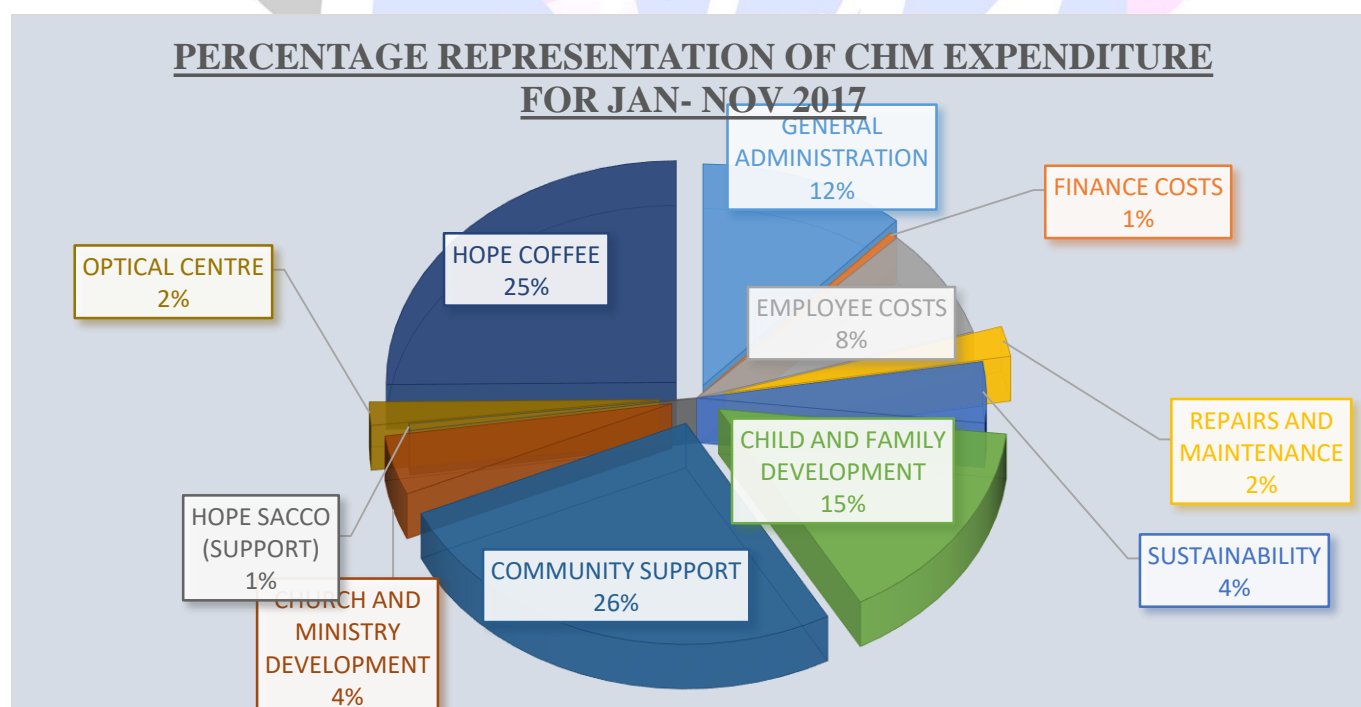 PERCENTAGE REPRESENTATION OF CHM EXPENDITURE
FOR JAN- NOV 2017
GENERAL
ADMINISTRATION
12%
FINANCE COSTS
1%
EMPLOYEE COSTS
8%
REPAIRS AND
MAINTENANCE
2%
SUSTAINABILITY
4%
CHILD AND FAMILY
DEVELOPMENT
15%
COMMUNITY SUPPORT
26%
CHURCH AND
MINISTRY
DEVELOPMENT
4%
HOPE SACCO
(SUPPORT)
1%
OPTICAL CENTRE
2%
HOPE COFFEE
25%